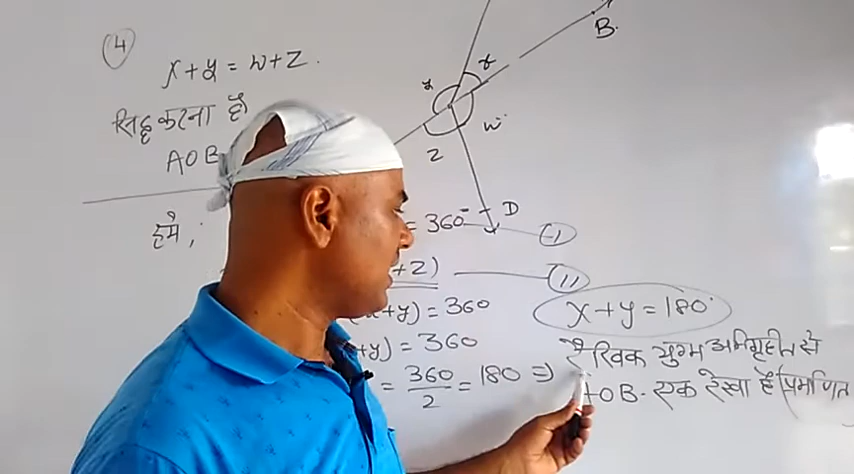 ④
x + y = w + z.
सिद्ध करना है
AOB
B.
x
y
w
z
D
हमें,
= 360° — Ⓘ
+ z) — ⓘⓘ
+ y) = 360
+ y) = 360
= 360/2 = 180 ⇒
x + y = 180°
रैखिक युग्म अभिगृहीत से
AOB - एक रेखा है प्रमाणित